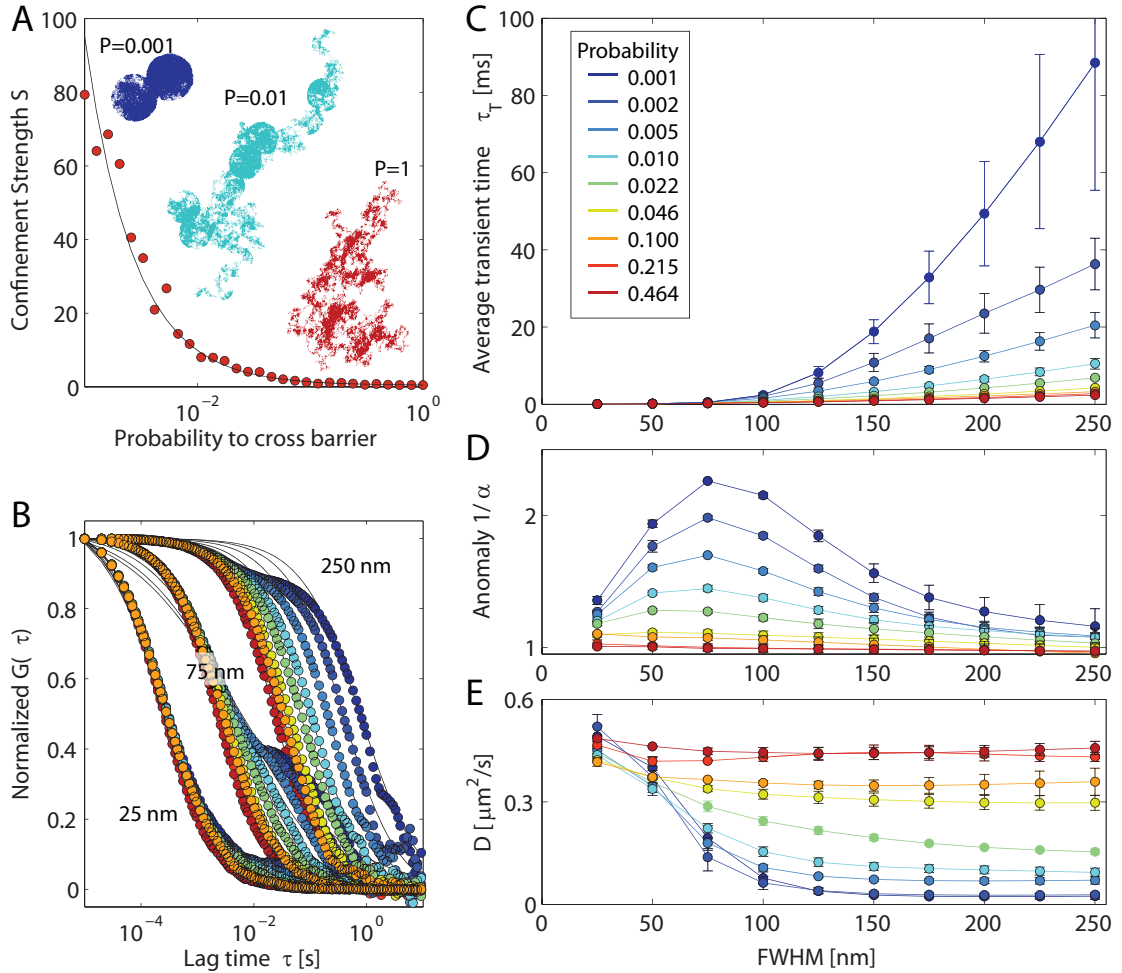 A
100
80
60
40
20
0
Confinement Strength S
P=0.001
P=0.01
P=1
10⁻²
10⁰
Probability to cross barrier
B
1
0.8
0.6
0.4
0.2
0
Normalized G( τ)
250 nm
75 nm
25 nm
10⁻⁴
10⁻²
10⁰
Lag time τ [s]
C
100
80
60
40
20
0
Average transient time τT [ms]
Probability
0.001
0.002
0.005
0.010
0.022
0.046
0.100
0.215
0.464
0
50
100
150
200
250
D
2
1
Anomaly 1/ α
0
50
100
150
200
250
E
0.6
0.3
0
D [μm²/s]
0
50
100
150
200
250
FWHM [nm]